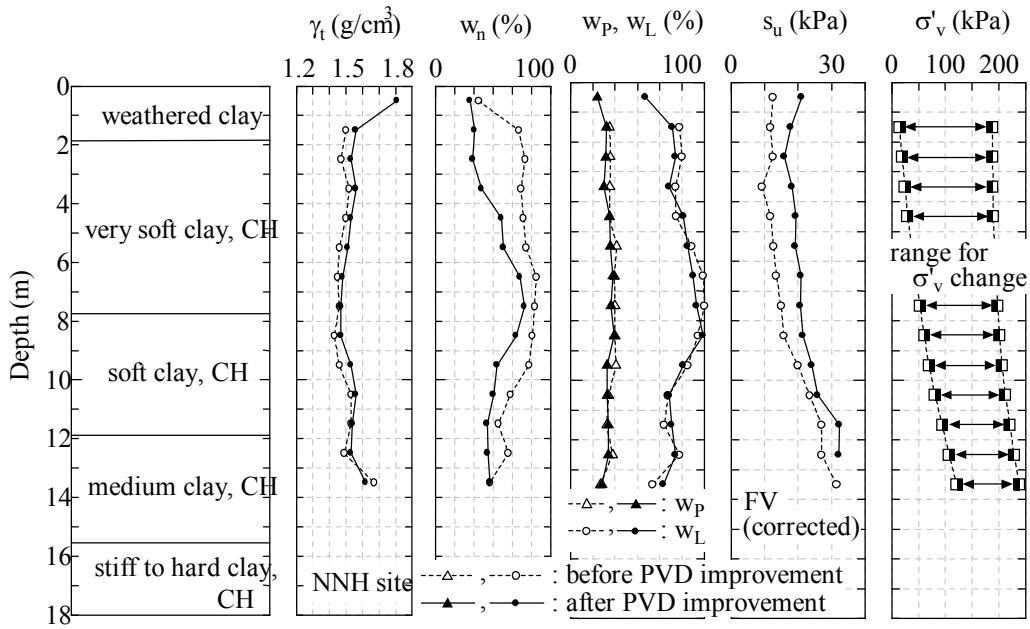 γt (g/cm3)
wn (%)
wP, wL (%)
su (kPa)
σ'v (kPa)
1.2 1.5 1.8
0 100
0 100
0 30
0 100 200
Depth (m)
0
2
4
6
8
10
12
14
16
18
weathered clay
very soft clay, CH
soft clay, CH
medium clay, CH
stiff to hard clay,
CH
range for
σ'v change
, : wP
, : wL
FV
(corrected)
NNH site
, : before PVD improvement
, : after PVD improvement